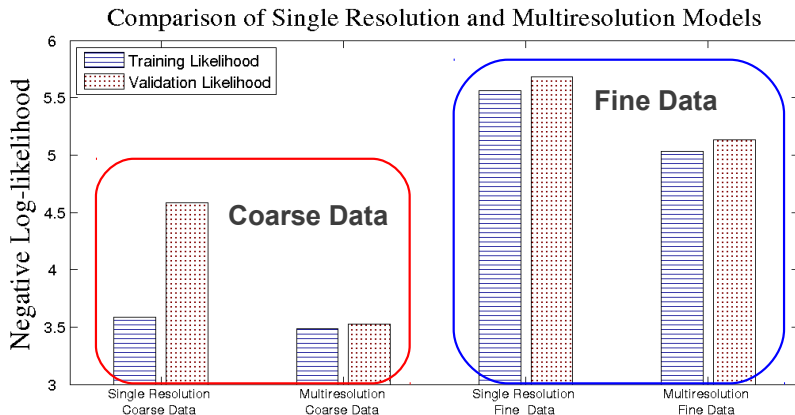 Comparison of Single Resolution and Multiresolution Models
Negative Log-likelihood
6
5.5
5
4.5
4
3.5
3
Training Likelihood
Validation Likelihood
Coarse Data
Fine Data
Single Resolution
Coarse Data
Multiresolution
Coarse Data
Single Resolution
Fine Data
Multiresolution
Fine Data